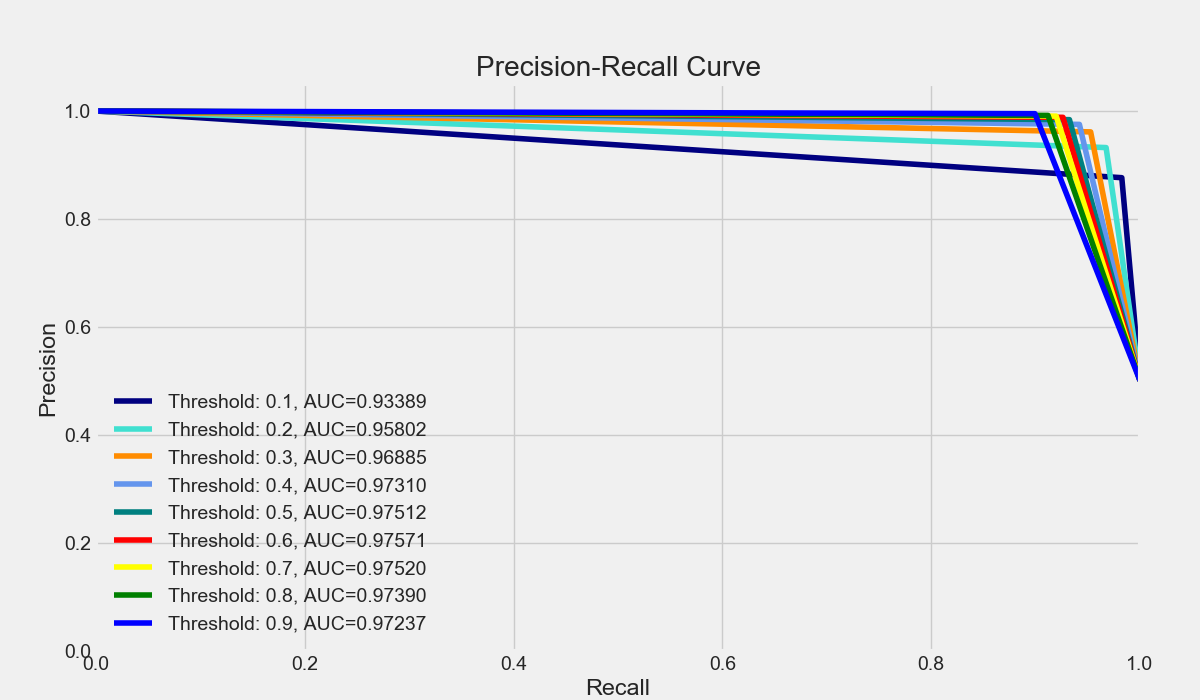 Precision-Recall Curve
1.0
0.8
0.6
0.4
0.2
0.0
Precision
Threshold: 0.1, AUC=0.93389
Threshold: 0.2, AUC=0.95802
Threshold: 0.3, AUC=0.96885
Threshold: 0.4, AUC=0.97310
Threshold: 0.5, AUC=0.97512
Threshold: 0.6, AUC=0.97571
Threshold: 0.7, AUC=0.97520
Threshold: 0.8, AUC=0.97390
Threshold: 0.9, AUC=0.97237
0.0 0.2 0.4 0.6 0.8 1.0
Recall